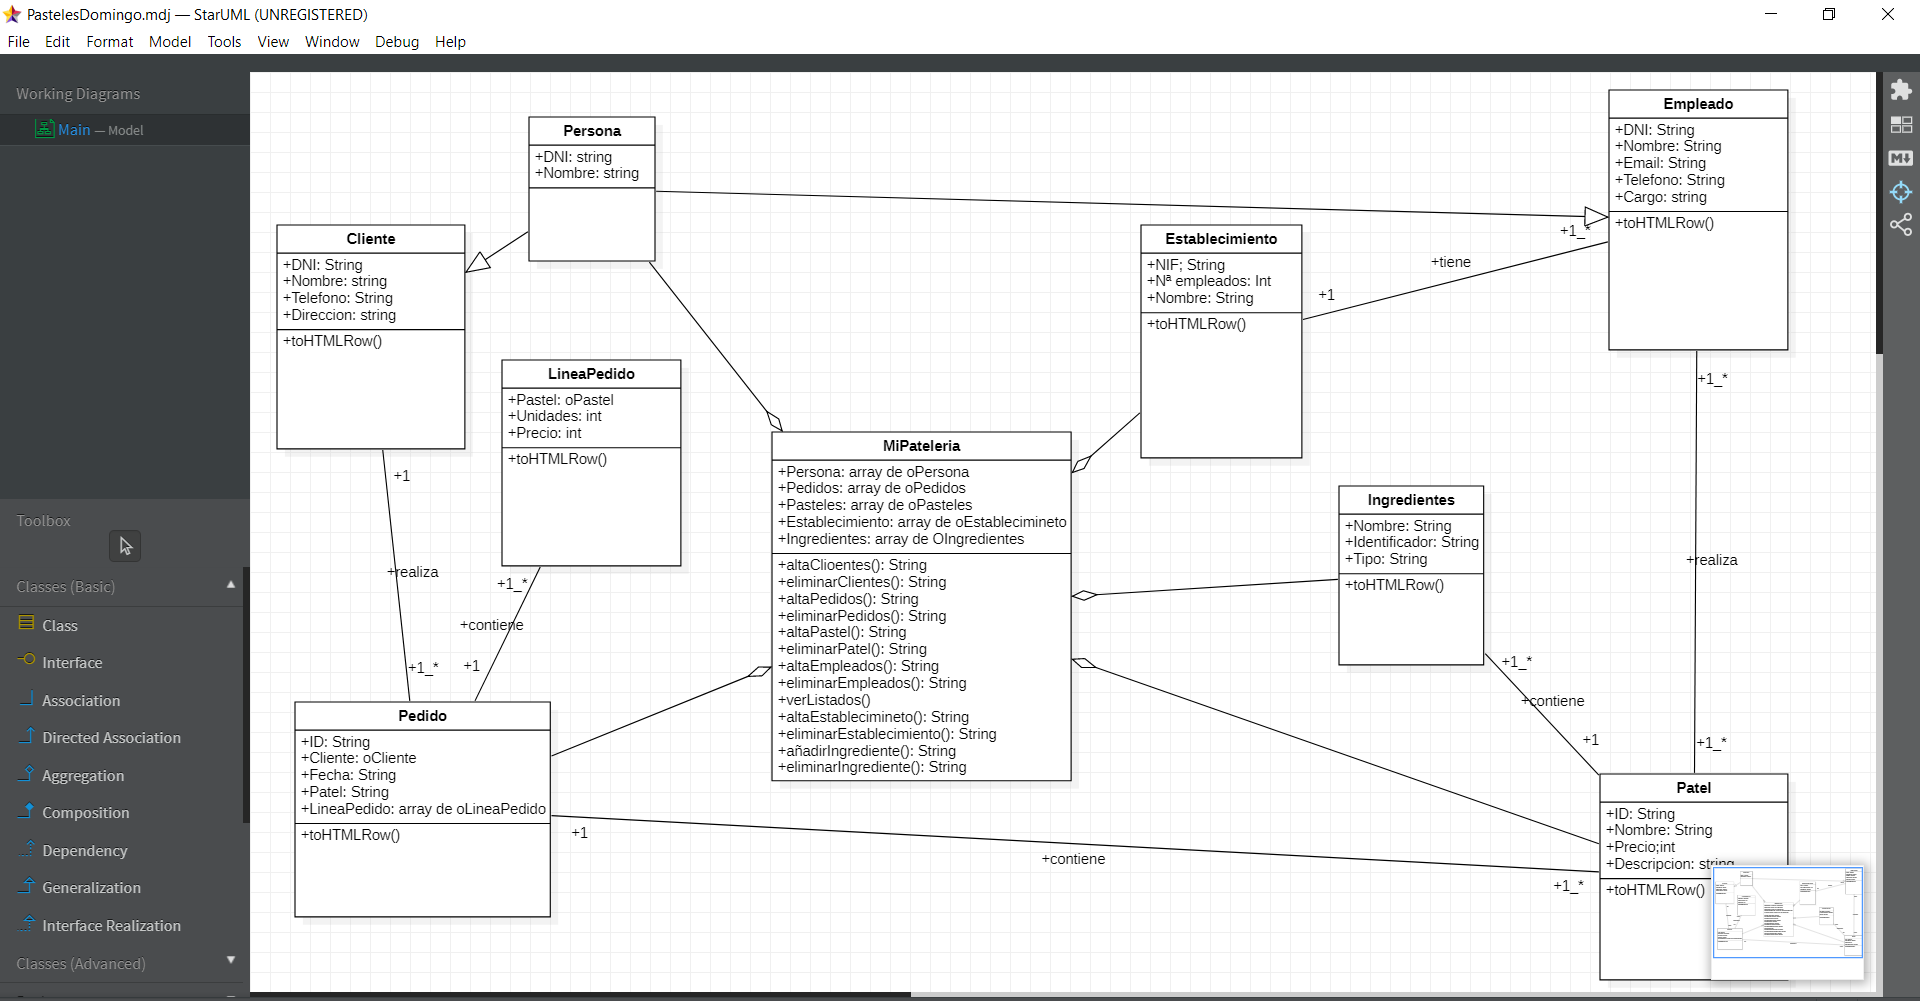 PastelesDomingo.mdj — StarUML (UNREGISTERED)
File Edit Format Model Tools View Window Debug Help
Working Diagrams
Main — Model
Toolbox
Classes (Basic)
Class
Interface
Association
Directed Association
Aggregation
Composition
Dependency
Generalization
Interface Realization
Classes (Advanced)
Persona
+DNI: string
+Nombre: string
Empleado
+DNI: String
+Nombre: String
+Email: String
+Telefono: String
+Cargo: string
+toHTMLRow()
Cliente
+DNI: String
+Nombre: string
+Telefono: String
+Direccion: string
+toHTMLRow()
Establecimiento
+NIF; String
+Nª empleados: Int
+Nombre: String
+toHTMLRow()
+1_*
+tiene
+1
LineaPedido
+Pastel: oPastel
+Unidades: int
+Precio: int
+toHTMLRow()
+1_*
MiPateleria
+Persona: array de oPersona
+Pedidos: array de oPedidos
+Pasteles: array de oPasteles
+Establecimiento: array de oEstablecimineto
+Ingredientes: array de OIngredientes
+altaClioentes(): String
+eliminarClientes(): String
+altaPedidos(): String
+eliminarPedidos(): String
+altaPastel(): String
+eliminarPatel(): String
+altaEmpleados(): String
+eliminarEmpleados(): String
+verListados()
+altaEstablecimineto(): String
+eliminarEstablecimiento(): String
+añadirIngrediente(): String
+eliminarIngrediente(): String
Ingredientes
+Nombre: String
+Identificador: String
+Tipo: String
+toHTMLRow()
+1
+realiza
+1_*
+1_*
+contiene
+1
+realiza
+1_*
+1_*
+contiene
+1
Pedido
+ID: String
+Cliente: oCliente
+Fecha: String
+Patel: String
+LineaPedido: array de oLineaPedido
+toHTMLRow()
+1
+contiene
+1_*
Patel
+ID: String
+Nombre: String
+Precio;int
+Descripcion: string
+toHTMLRow()